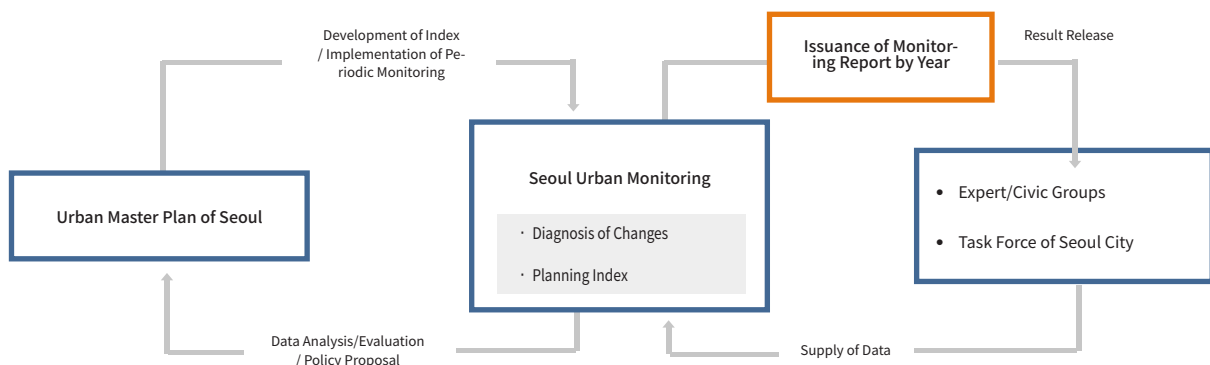 Development of Index
/ Implementation of Pe-
riodic Monitoring
Issuance of Monitor-
ing Report by Year
Result Release
Urban Master Plan of Seoul
Seoul Urban Monitoring
· Diagnosis of Changes
· Planning Index
• Expert/Civic Groups
• Task Force of Seoul City
Data Analysis/Evaluation
/ Policy Proposal
Supply of Data